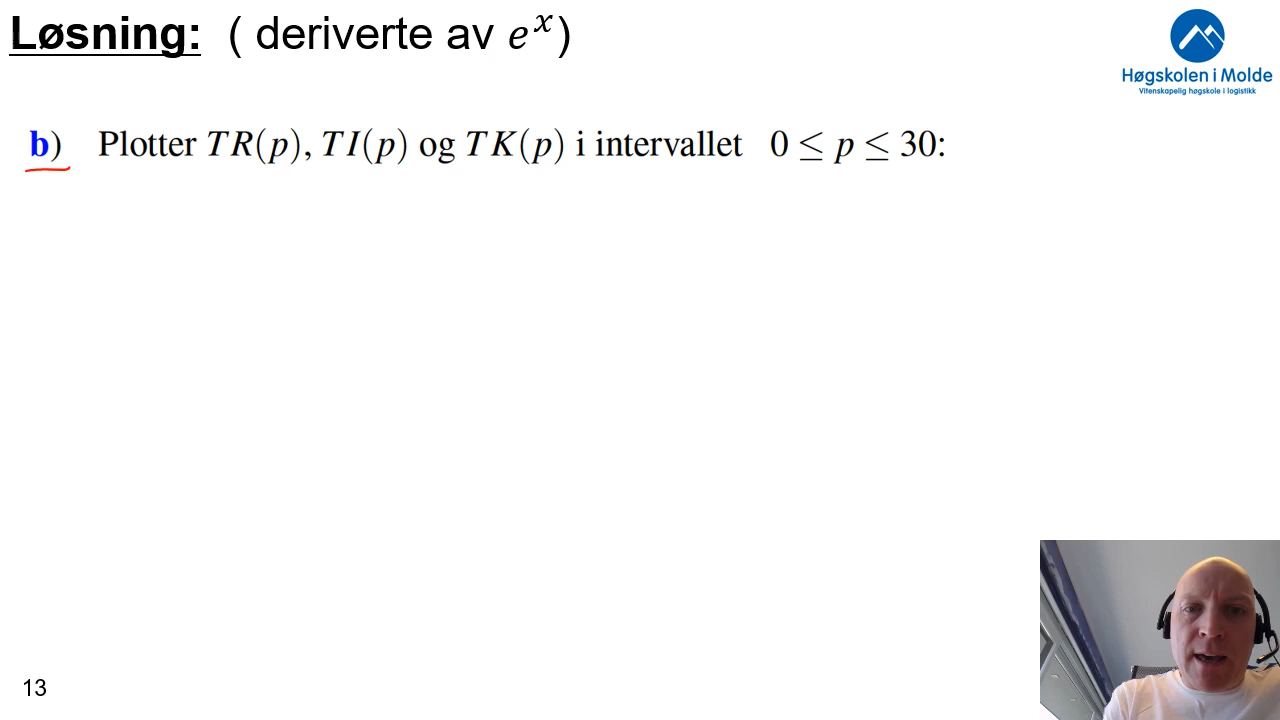 Løsning: ( deriverte av e^x)
Høgskolen i Molde
Vitenskapelig høgskole i logistikk
b) Plotter TR(p), TI(p) og TK(p) i intervallet 0 ≤ p ≤ 30:
13